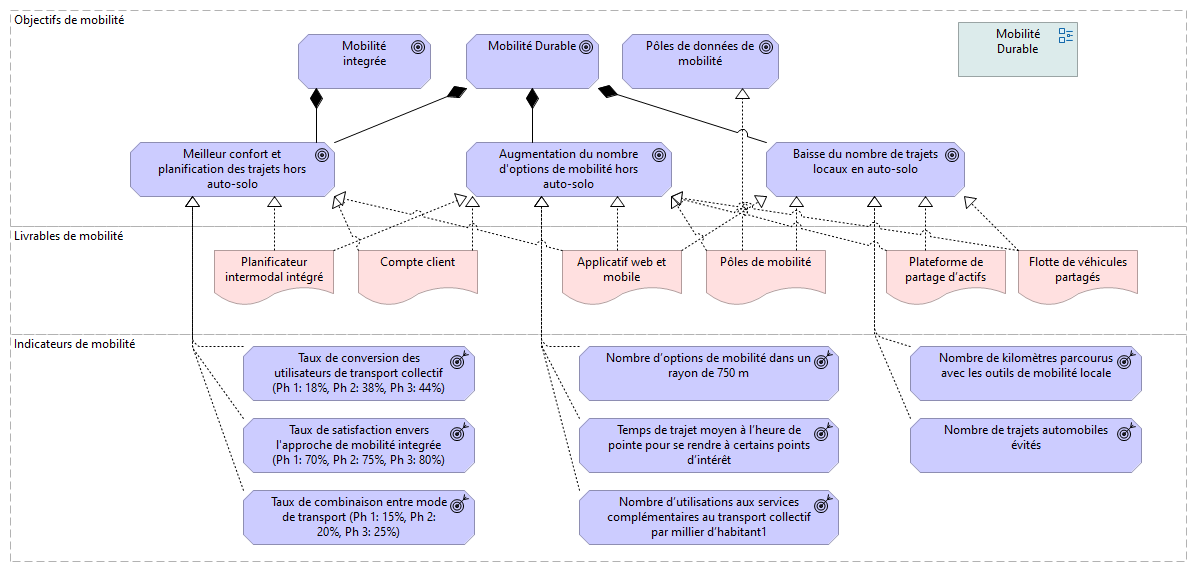 Objectifs de mobilité
Mobilité
integrée
Mobilité Durable
Pôles de données de
mobilité
Mobilité
Durable
Meilleur confort et
planification des trajets hors
auto-solo
Augmentation du nombre
d'options de mobilité hors
auto-solo
Baisse du nombre de trajets
locaux en auto-solo
Livrables de mobilité
Planificateur
intermodal intégré
Compte client
Applicatif web et
mobile
Pôles de mobilité
Plateforme de
partage d'actifs
Flotte de véhicules
partagés
Indicateurs de mobilité
Taux de conversion des
utilisateurs de transport collectif
(Ph 1: 18%, Ph 2: 38%, Ph 3: 44%)
Nombre d'options de mobilité dans un
rayon de 750 m
Nombre de kilomètres parcourus
avec les outils de mobilité locale
Taux de satisfaction envers
l'approche de mobilité integrée
(Ph 1: 70%, Ph 2: 75%, Ph 3: 80%)
Temps de trajet moyen à l'heure de
pointe pour se rendre à certains points
d'intérêt
Nombre de trajets automobiles
évités
Taux de combinaison entre mode
de transport (Ph 1: 15%, Ph 2:
20%, Ph 3: 25%)
Nombre d'utilisations aux services
complémentaires au transport collectif
par millier d'habitant1